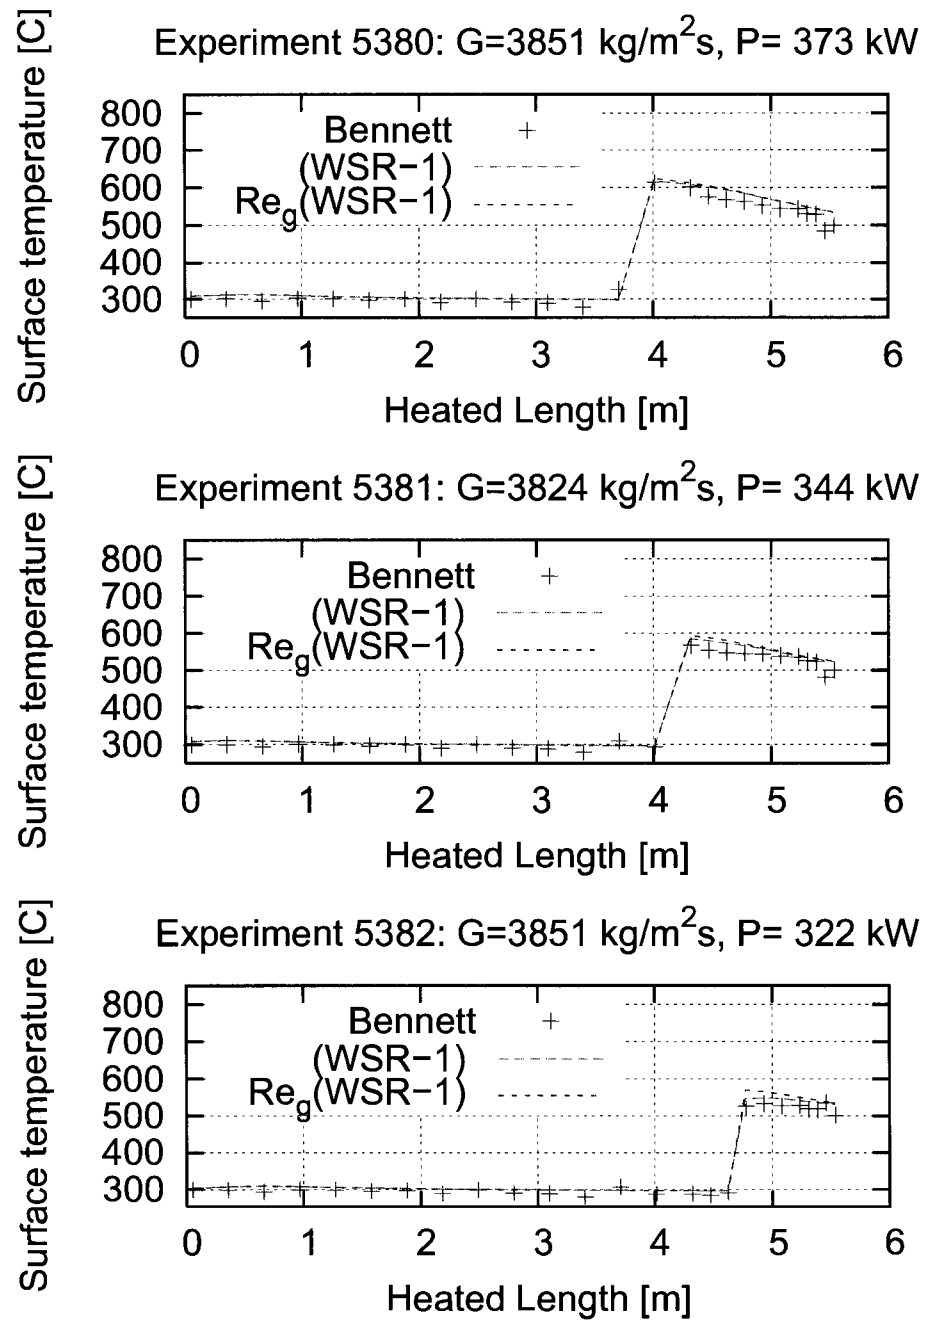 Experiment 5380: G=3851 kg/m²s, P= 373 kW
Surface temperature [C]
800
700
600
500
400
300
Bennett
(WSR−1)
Reg(WSR−1)
0 1 2 3 4 5 6
Heated Length [m]
Experiment 5381: G=3824 kg/m²s, P= 344 kW
Surface temperature [C]
800
700
600
500
400
300
Bennett
(WSR−1)
Reg(WSR−1)
0 1 2 3 4 5 6
Heated Length [m]
Experiment 5382: G=3851 kg/m²s, P= 322 kW
Surface temperature [C]
800
700
600
500
400
300
Bennett
(WSR−1)
Reg(WSR−1)
0 1 2 3 4 5 6
Heated Length [m]